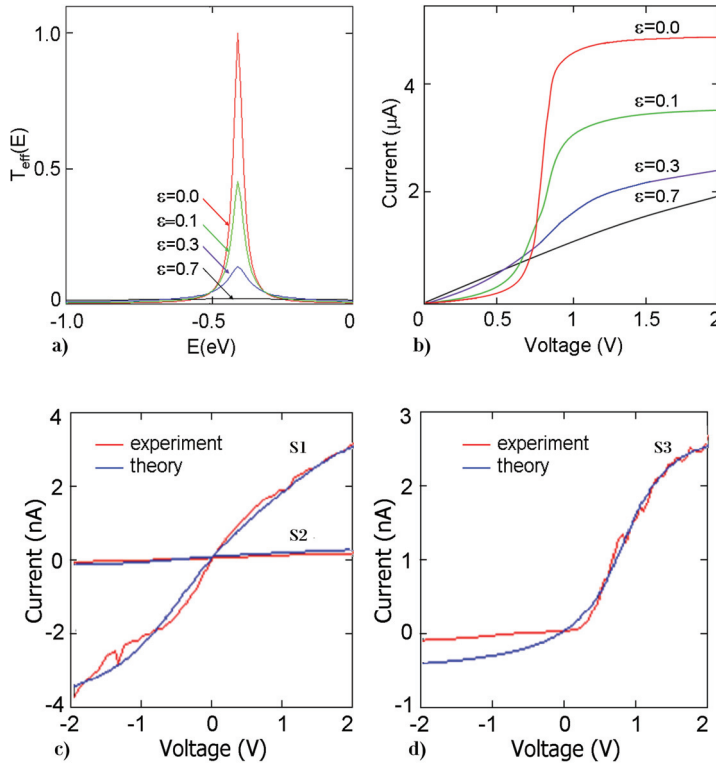 1.0
0.5
0
T_eff(E)
ε=0.0
ε=0.1
ε=0.3
ε=0.7
-1.0
-0.5
0
E(eV)
a)
4
2
0
Current (μA)
ε=0.0
ε=0.1
ε=0.3
ε=0.7
0.5
1
1.5
2
Voltage (V)
b)
4
2
0
-2
-4
Current (nA)
experiment
theory
S1
S2
-2
-1
0
1
2
Voltage (V)
c)
3
2
1
0
-1
Current (nA)
experiment
theory
S3
-2
-1
0
1
2
Voltage (V)
d)